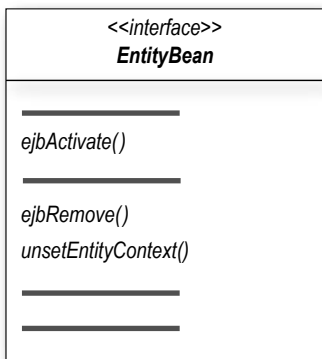 <<interface>>
EntityBean
ejbActivate()
ejbRemove()
unsetEntityContext()